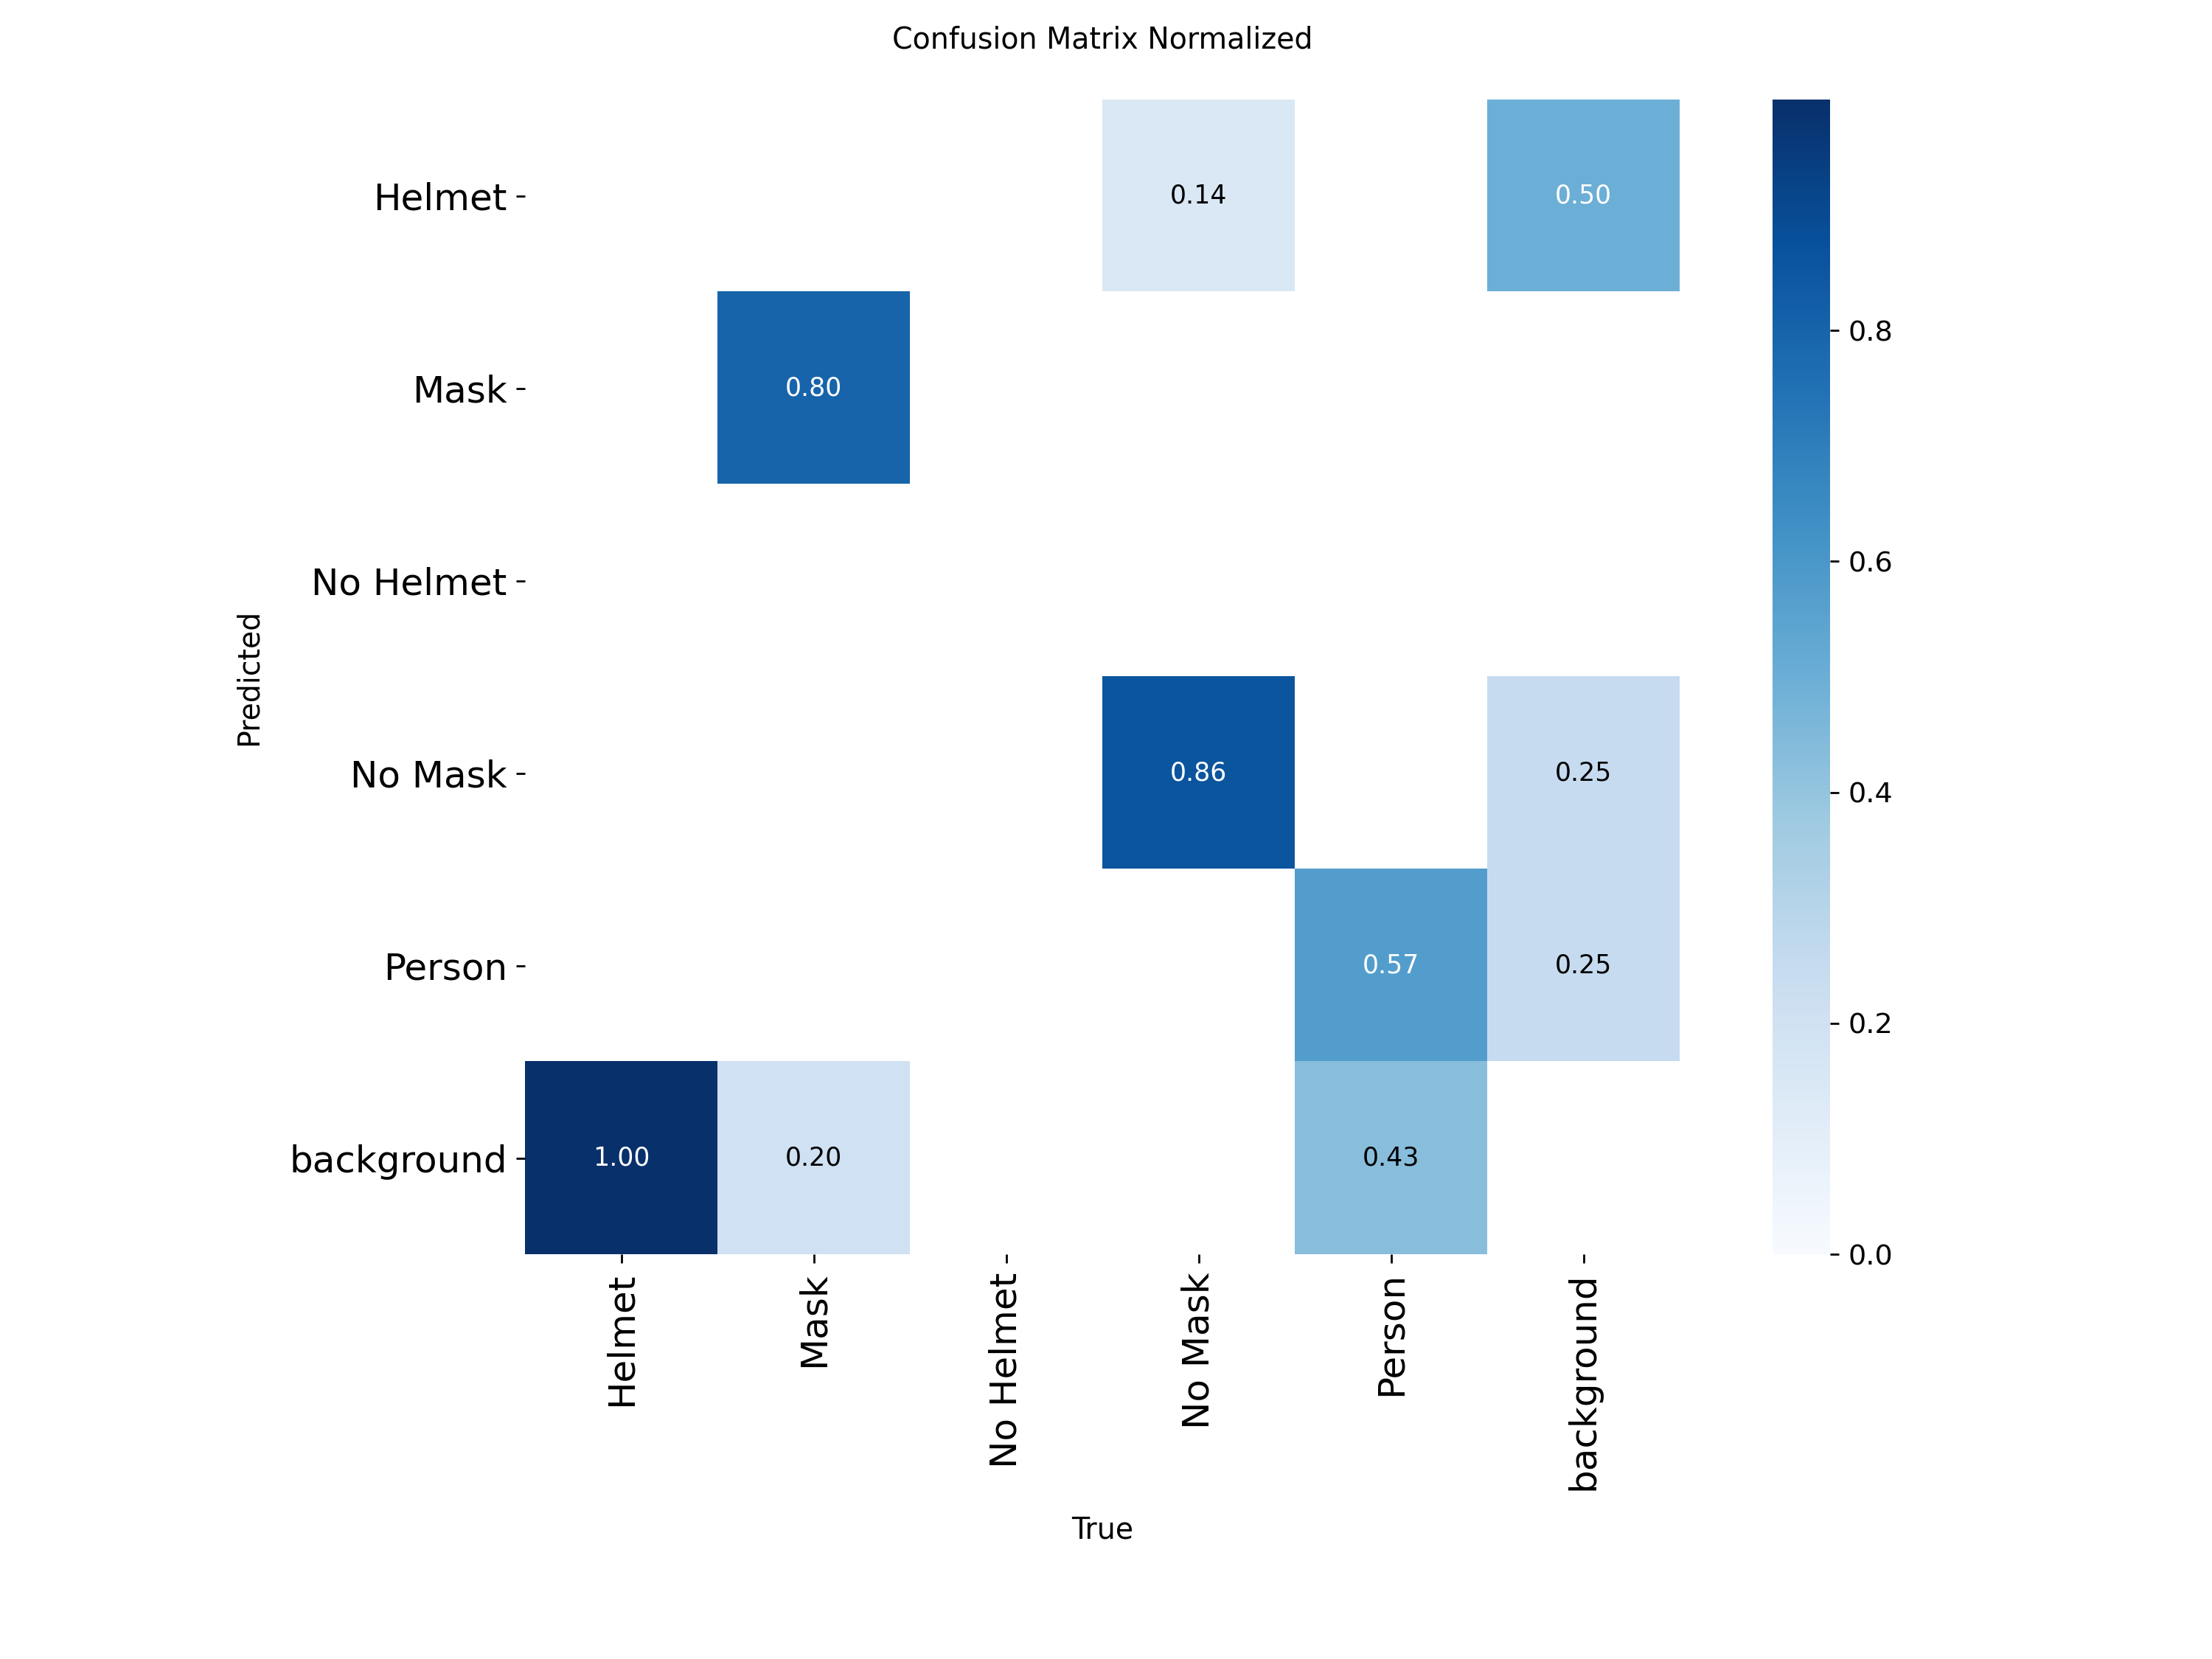 Confusion Matrix Normalized
Helmet
0.14
0.50
Mask
0.80
No Helmet
No Mask
0.86
0.25
Person
0.57
0.25
background
1.00
0.20
0.43
Predicted
Helmet
Mask
No Helmet
No Mask
Person
background
True
0.8
0.6
0.4
0.2
0.0